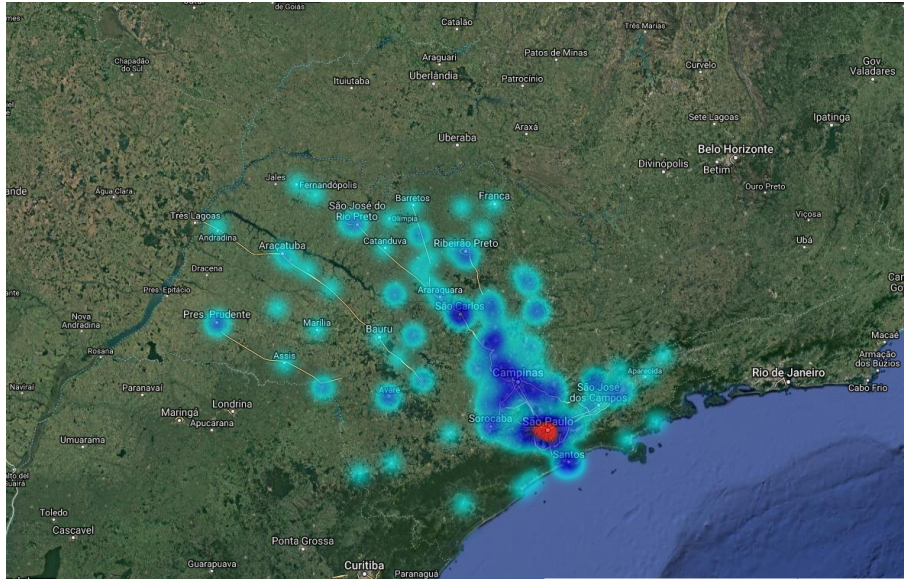 de Goiás
Catalão
Três Marias
Chapadão
do Sul
Araguari
Patos de Minas
Uberlândia
Ituiutaba
Patrocínio
Curvelo
Gov
Valadares
Sete Lagoas
Ipatinga
Araxá
Uberaba
Belo Horizonte
Betim
Divinópolis
Ouro Preto
ande
Água Clara
Jales
Fernandópolis
Barretos
Franca
São José do
Rio Preto
Olímpia
Viçosa
Três Lagoas
Andradina
Araçatuba
Catanduva
Ribeirão Preto
Ubá
Dracena
Pres. Epitácio
ante
Araraquara
São Carlos
Can
Go
Nova
Andradina
Pres. Prudente
Marília
Bauru
Macaé
Rosana
Assis
Armação
dos Búzios
Campinas
Aparecida
Rio de Janeiro
Cabo Frio
Naviraí
Paranavaí
São José
dos Campos
Avaré
Londrina
Maringá
Apucarana
Sorocaba
São Paulo
Umuarama
Santos
Toledo
Cascavel
Ponta Grossa
Guarapuava
Curitiba
Paranaguá